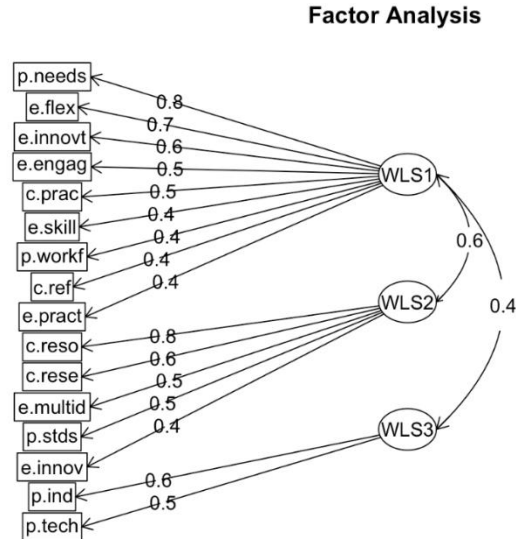 Factor Analysis
p.needs
e.flex
e.innovt
e.engag
c.prac
e.skill
p.workf
c.ref
e.pract
c.reso
c.rese
e.multid
p.stds
e.innov
p.ind
p.tech
0.8
0.7
0.6
0.5
0.5
0.4
0.4
0.4
0.4
0.8
0.6
0.5
0.5
0.4
0.6
0.5
WLS1
WLS2
WLS3
0.6
0.4